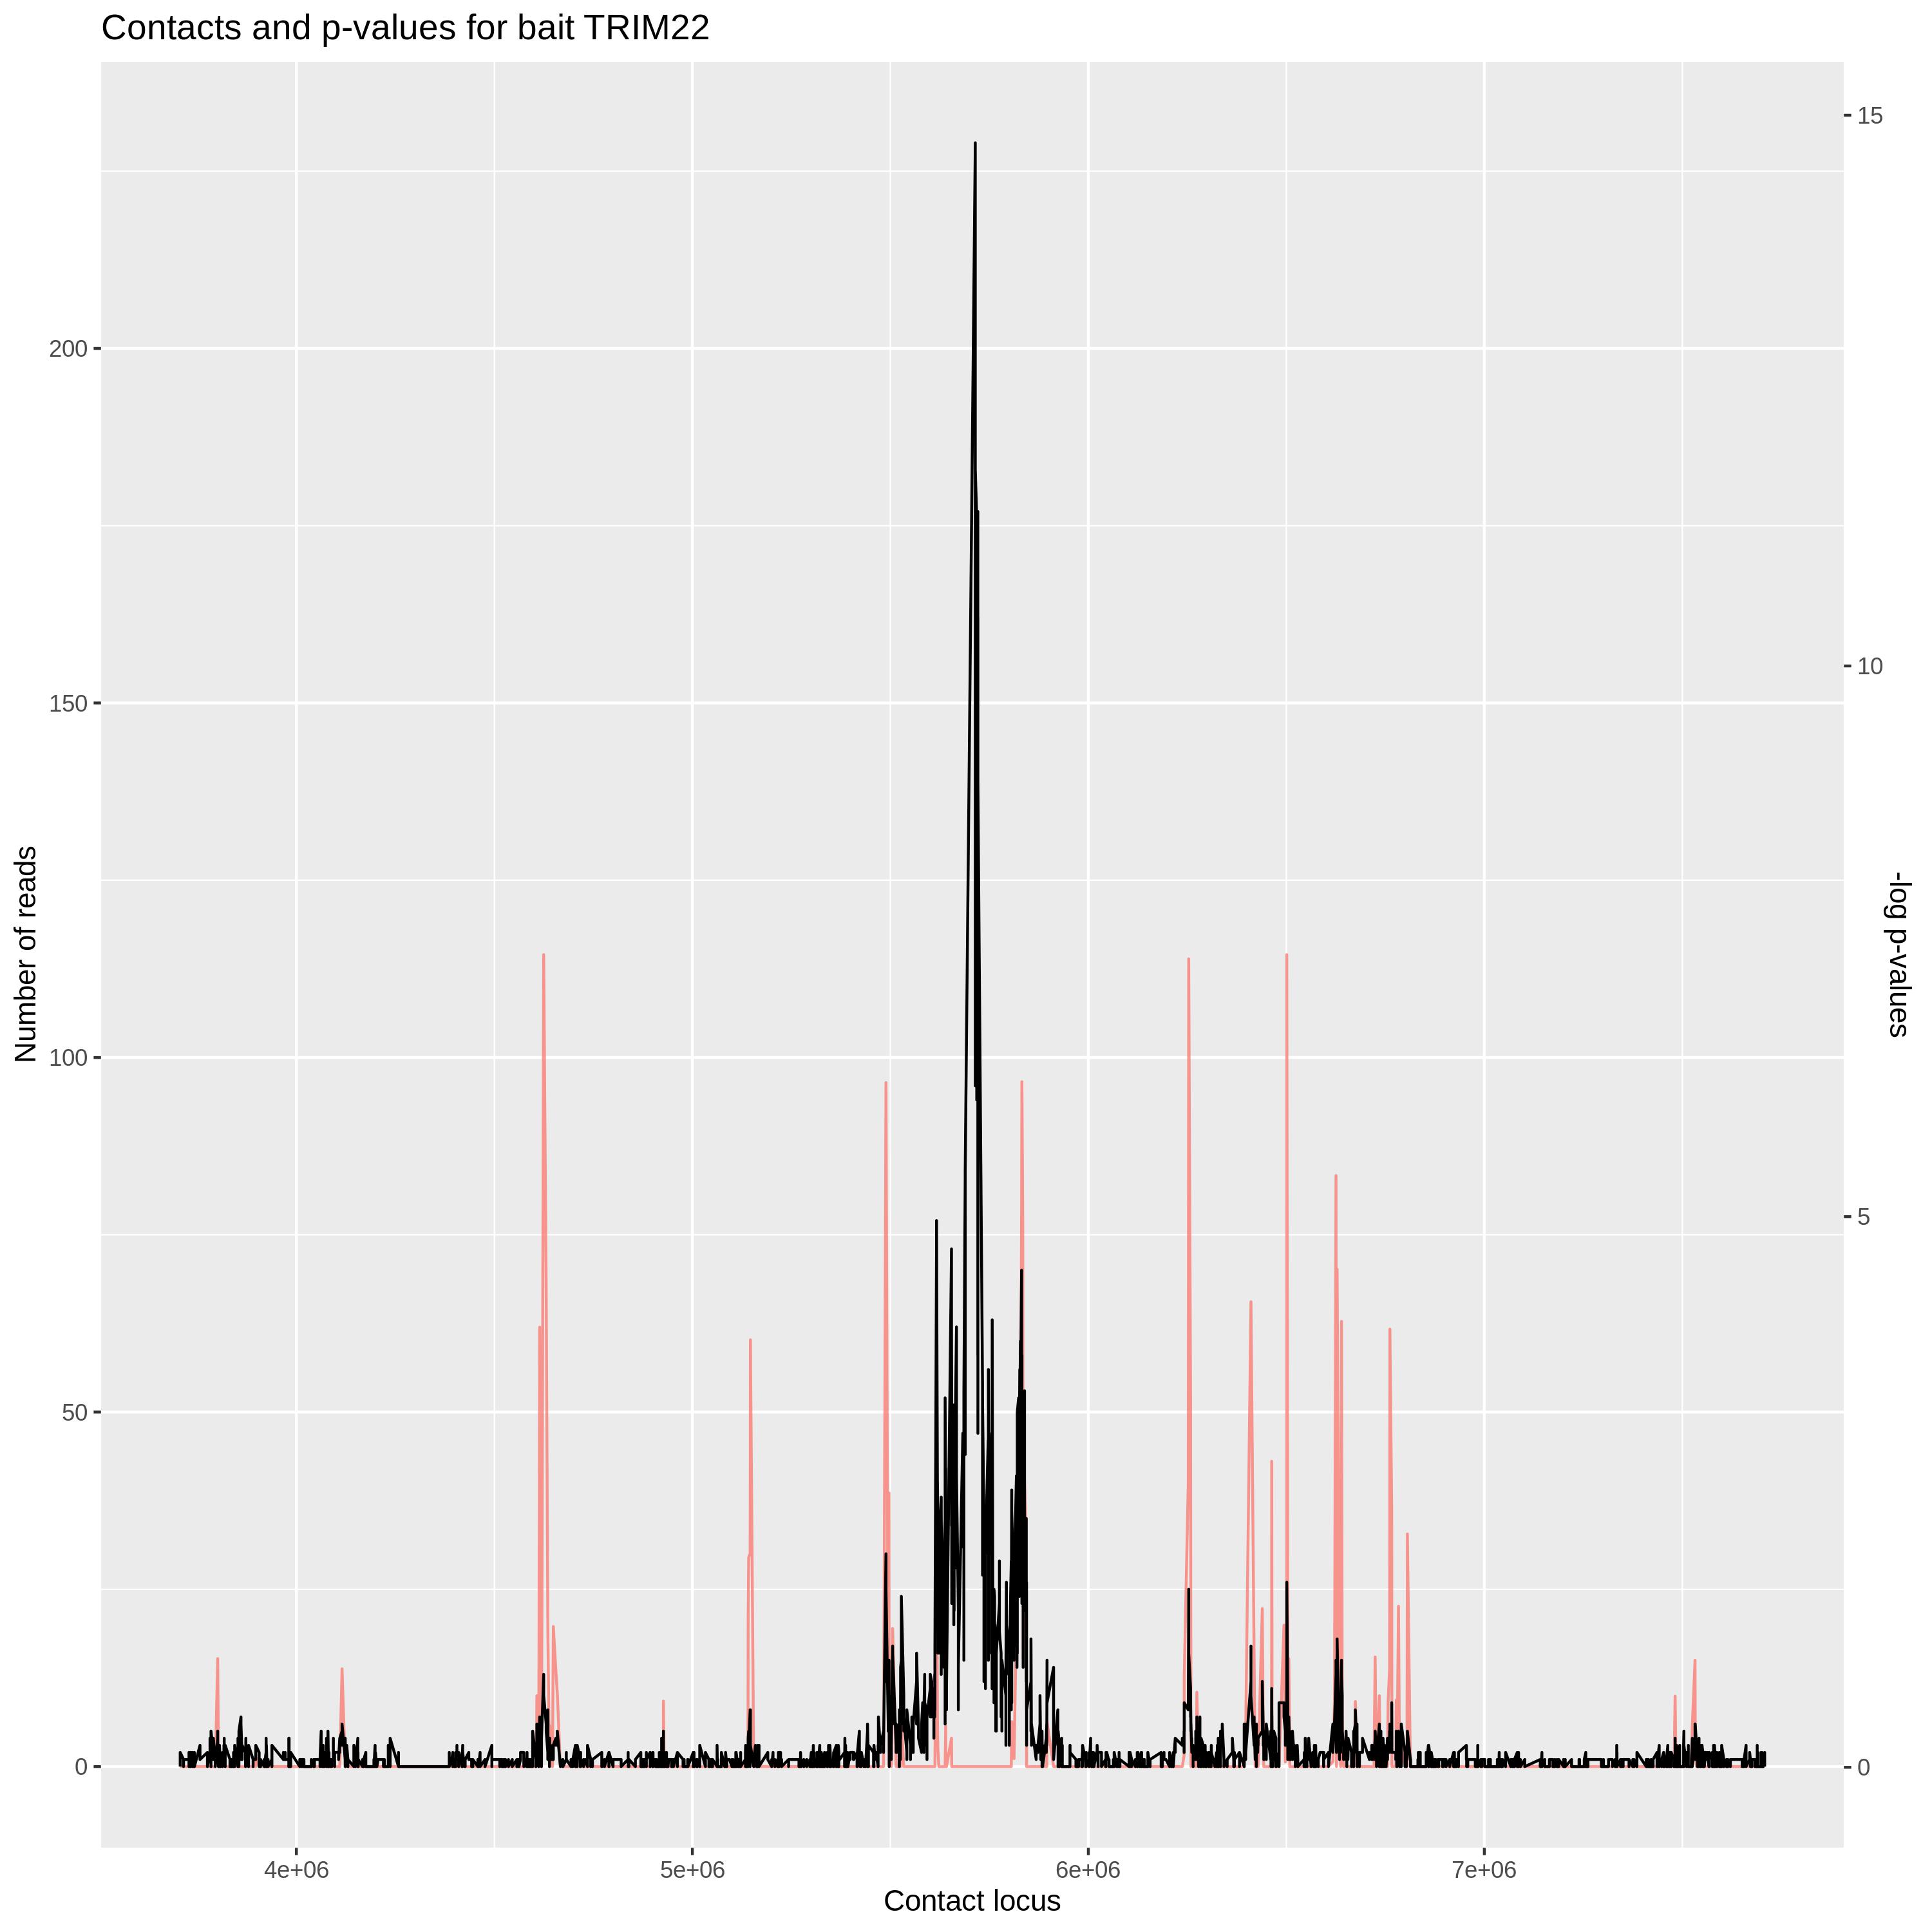 Contacts and p-values for bait TRIM22
15
200
10
150
Number of reads
-log p-values
100
5
50
0
0
4e+06
5e+06
6e+06
7e+06
Contact locus